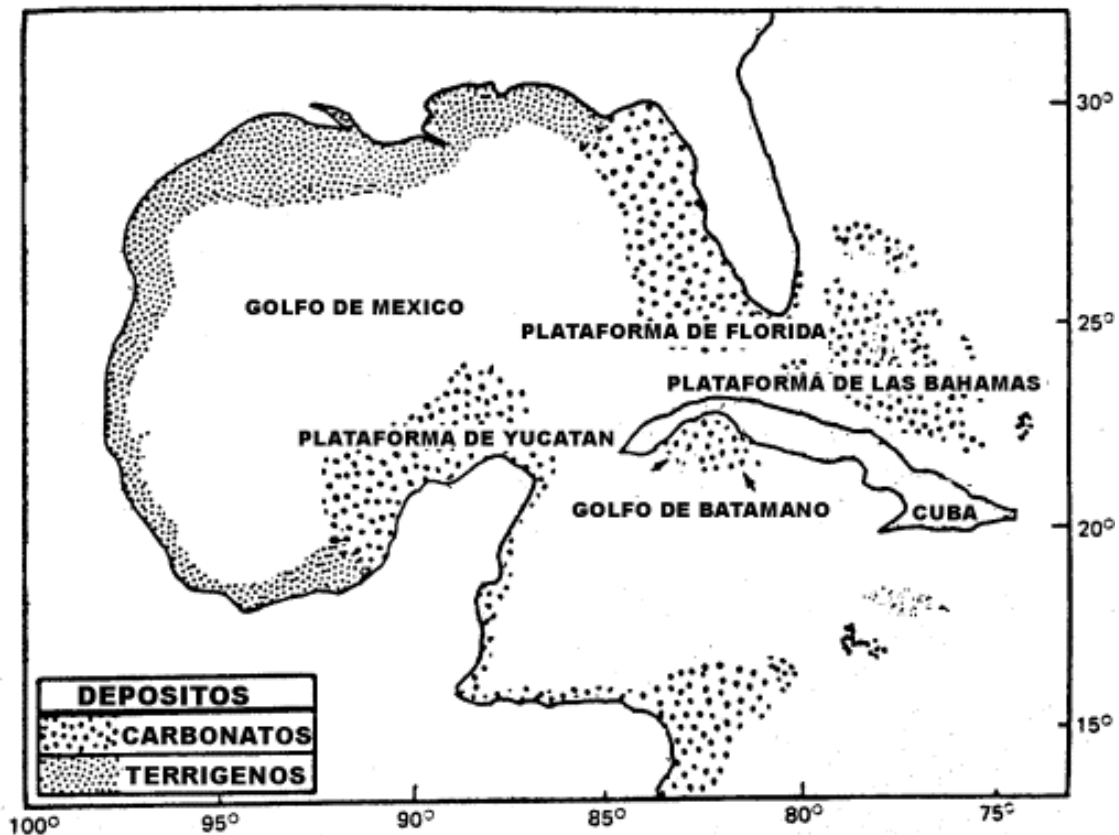 30°
GOLFO DE MEXICO
25°
PLATAFORMA DE FLORIDA
PLATAFORMA DE LAS BAHAMAS
PLATAFORMA DE YUCATAN
GOLFO DE BATAMANO
CUBA
20°
DEPOSITOS
CARBONATOS
TERRIGENOS
15°
100°
95°
90°
85°
80°
75°